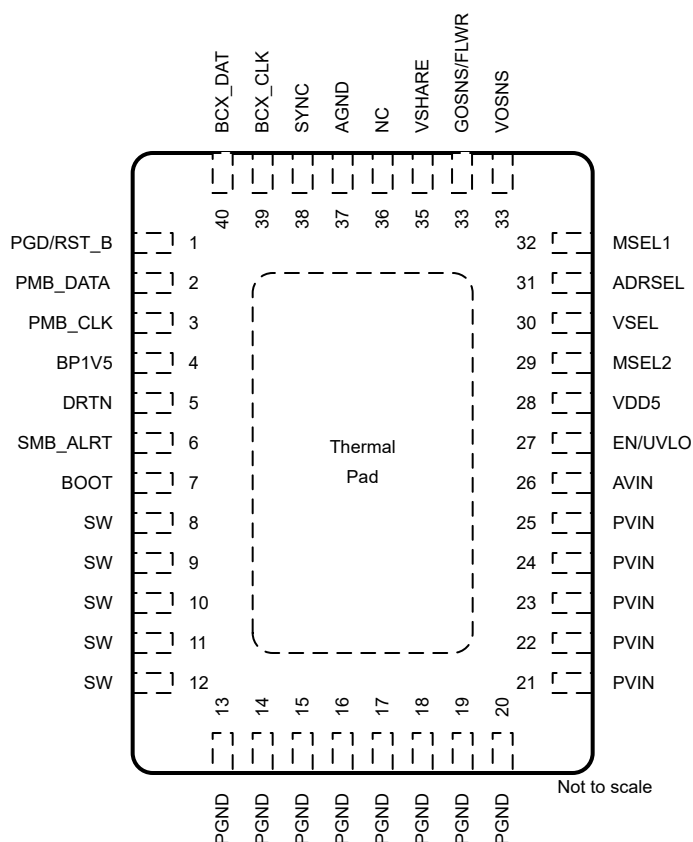 BCX_DAT
BCX_CLK
SYNC
AGND
NC
VSHARE
GOSNS/FLWR
VOSNS
40
39
38
37
36
35
33
33
PGD/RST_B 1
32 MSEL1
PMB_DATA 2
31 ADRSEL
PMB_CLK 3
30 VSEL
BP1V5 4
29 MSEL2
DRTN 5
28 VDD5
SMB_ALRT 6
27 EN/UVLO
BOOT 7
26 AVIN
SW 8
25 PVIN
SW 9
24 PVIN
SW 10
23 PVIN
SW 11
22 PVIN
SW 12
21 PVIN
Thermal
Pad
13
14
15
16
17
18
19
20
PGND
PGND
PGND
PGND
PGND
PGND
PGND
PGND
Not to scale